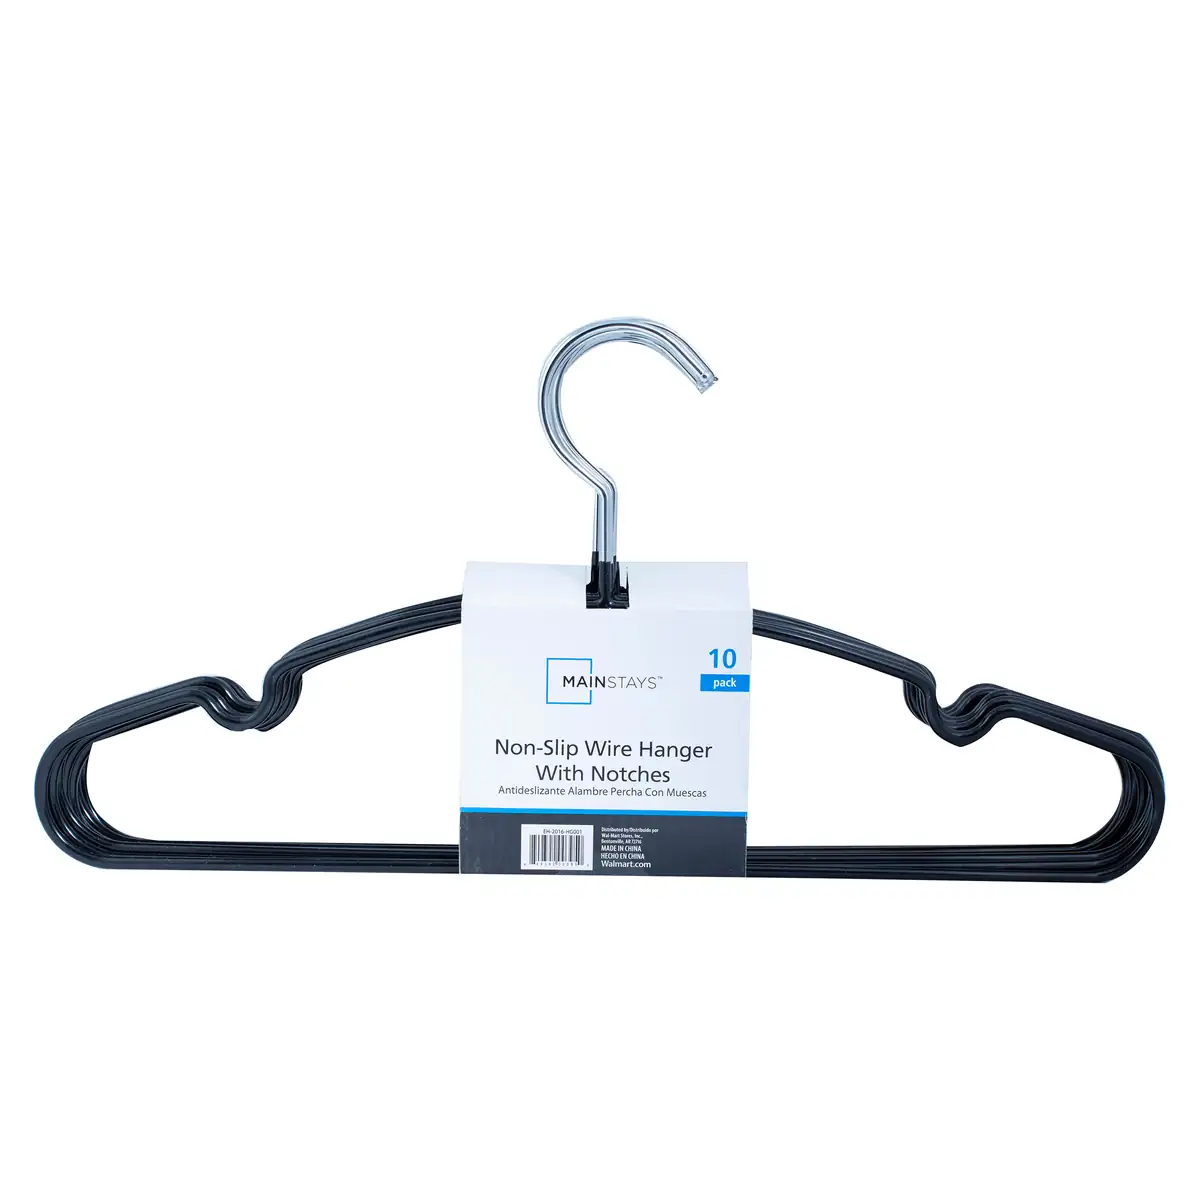 10
pack
MAINSTAYS™
Non-Slip Wire Hanger
With Notches
Antideslizante Alambre Percha Con Muescas
EH-2016-HG001
Distributed by/Distribuido por
Wal-Mart Stores, Inc.,
Bentonville, AR 72716
MADE IN CHINA
HECHO EN CHINA
Walmart.com